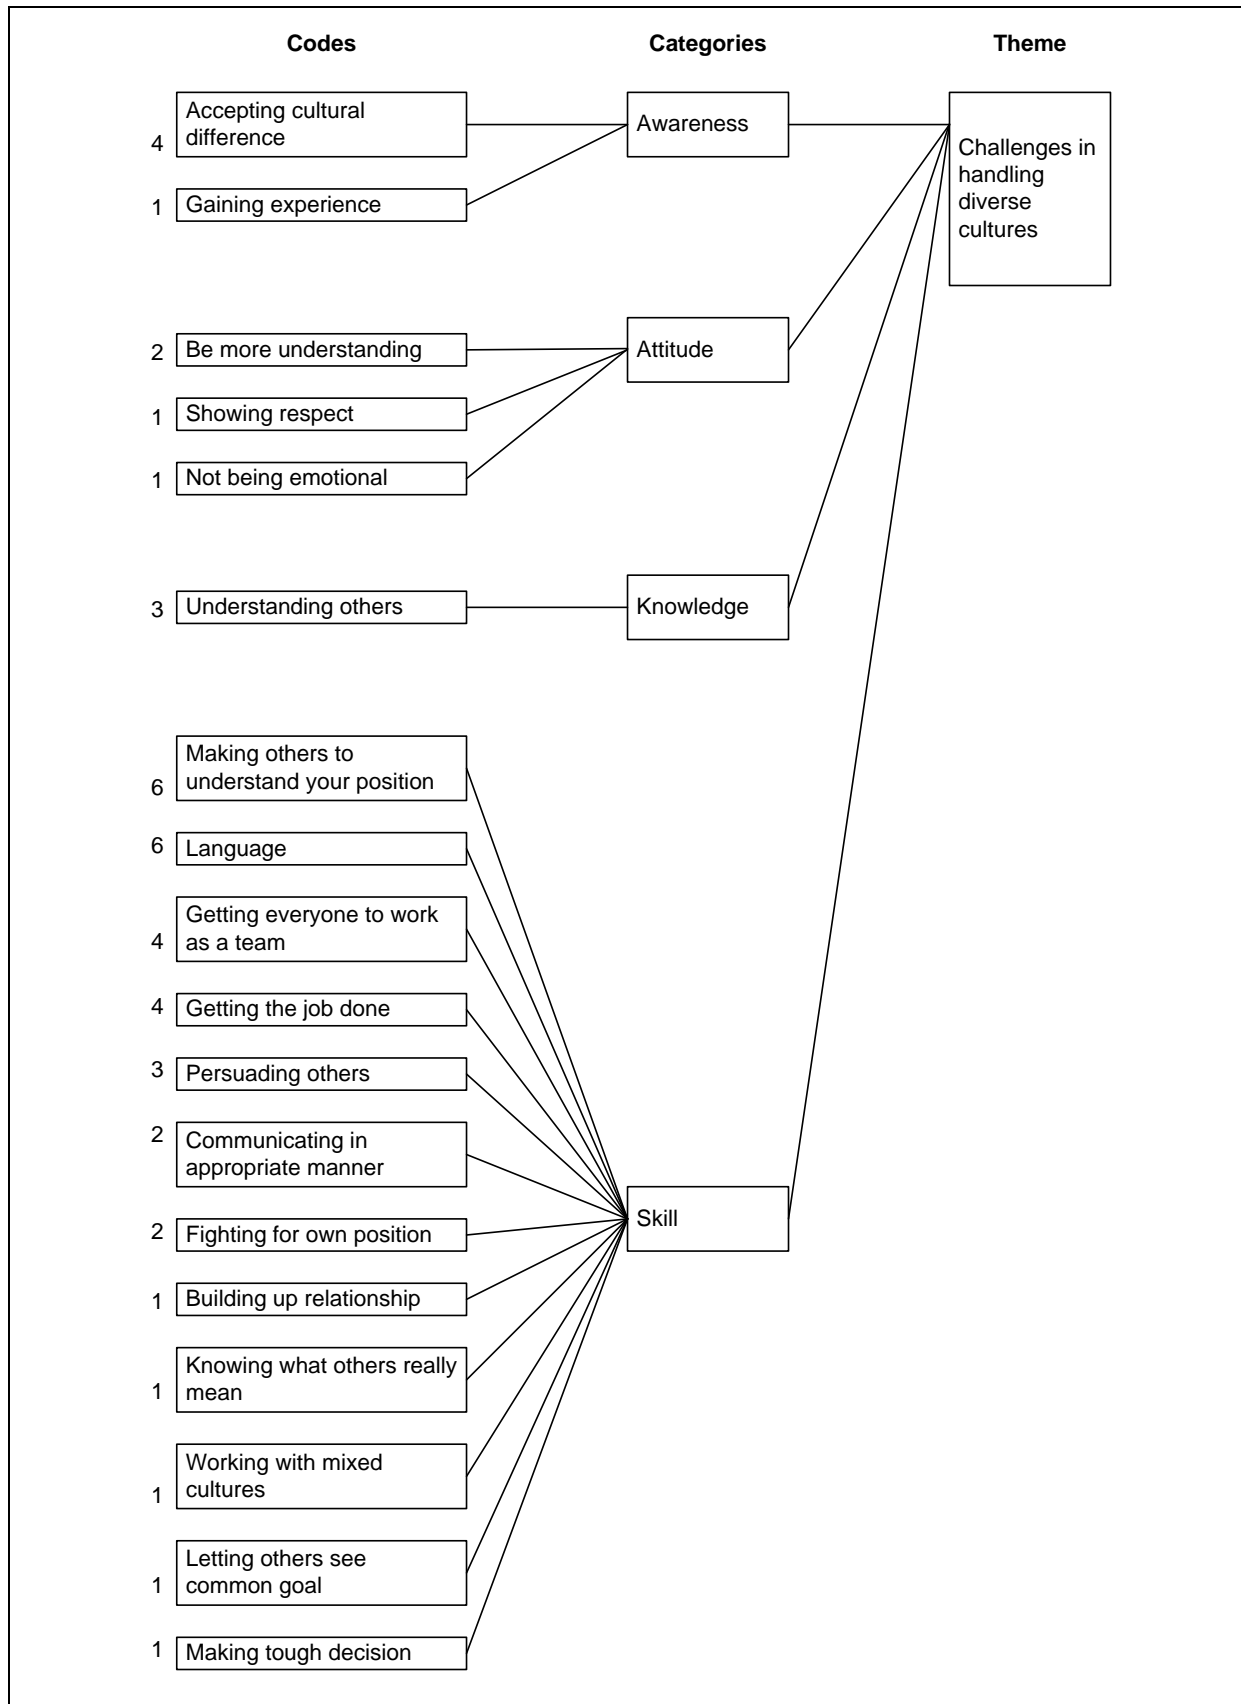 Codes Categories Theme
4 Accepting cultural
difference
Awareness
Challenges in
handling
diverse
cultures
1 Gaining experience
2 Be more understanding
Attitude
1 Showing respect
1 Not being emotional
3 Understanding others
Knowledge
6 Making others to
understand your position
6 Language
4 Getting everyone to work
as a team
4 Getting the job done
3 Persuading others
2 Communicating in
appropriate manner
Skill
2 Fighting for own position
1 Building up relationship
1 Knowing what others really
mean
1 Working with mixed
cultures
1 Letting others see
common goal
1 Making tough decision